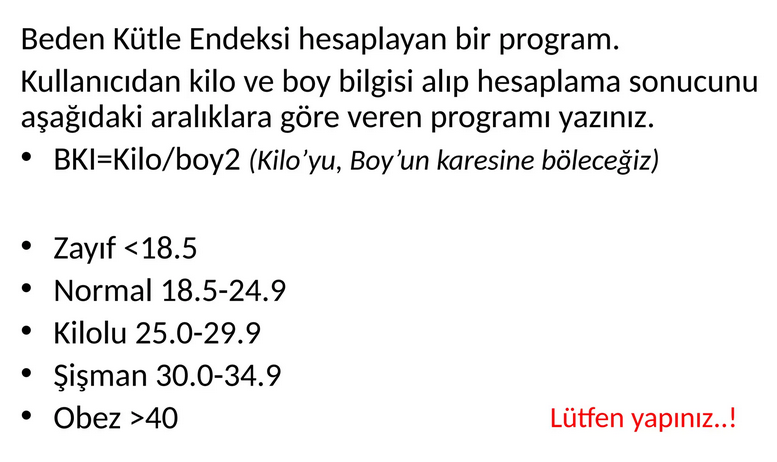 Beden Kütle Endeksi hesaplayan bir program.
Kullanıcıdan kilo ve boy bilgisi alıp hesaplama sonucunu
aşağıdaki aralıklara göre veren programı yazınız.
• BKI=Kilo/boy2 (Kilo’yu, Boy’un karesine böleceğiz)
• Zayıf <18.5
• Normal 18.5-24.9
• Kilolu 25.0-29.9
• Şişman 30.0-34.9
• Obez >40
Lütfen yapınız..!